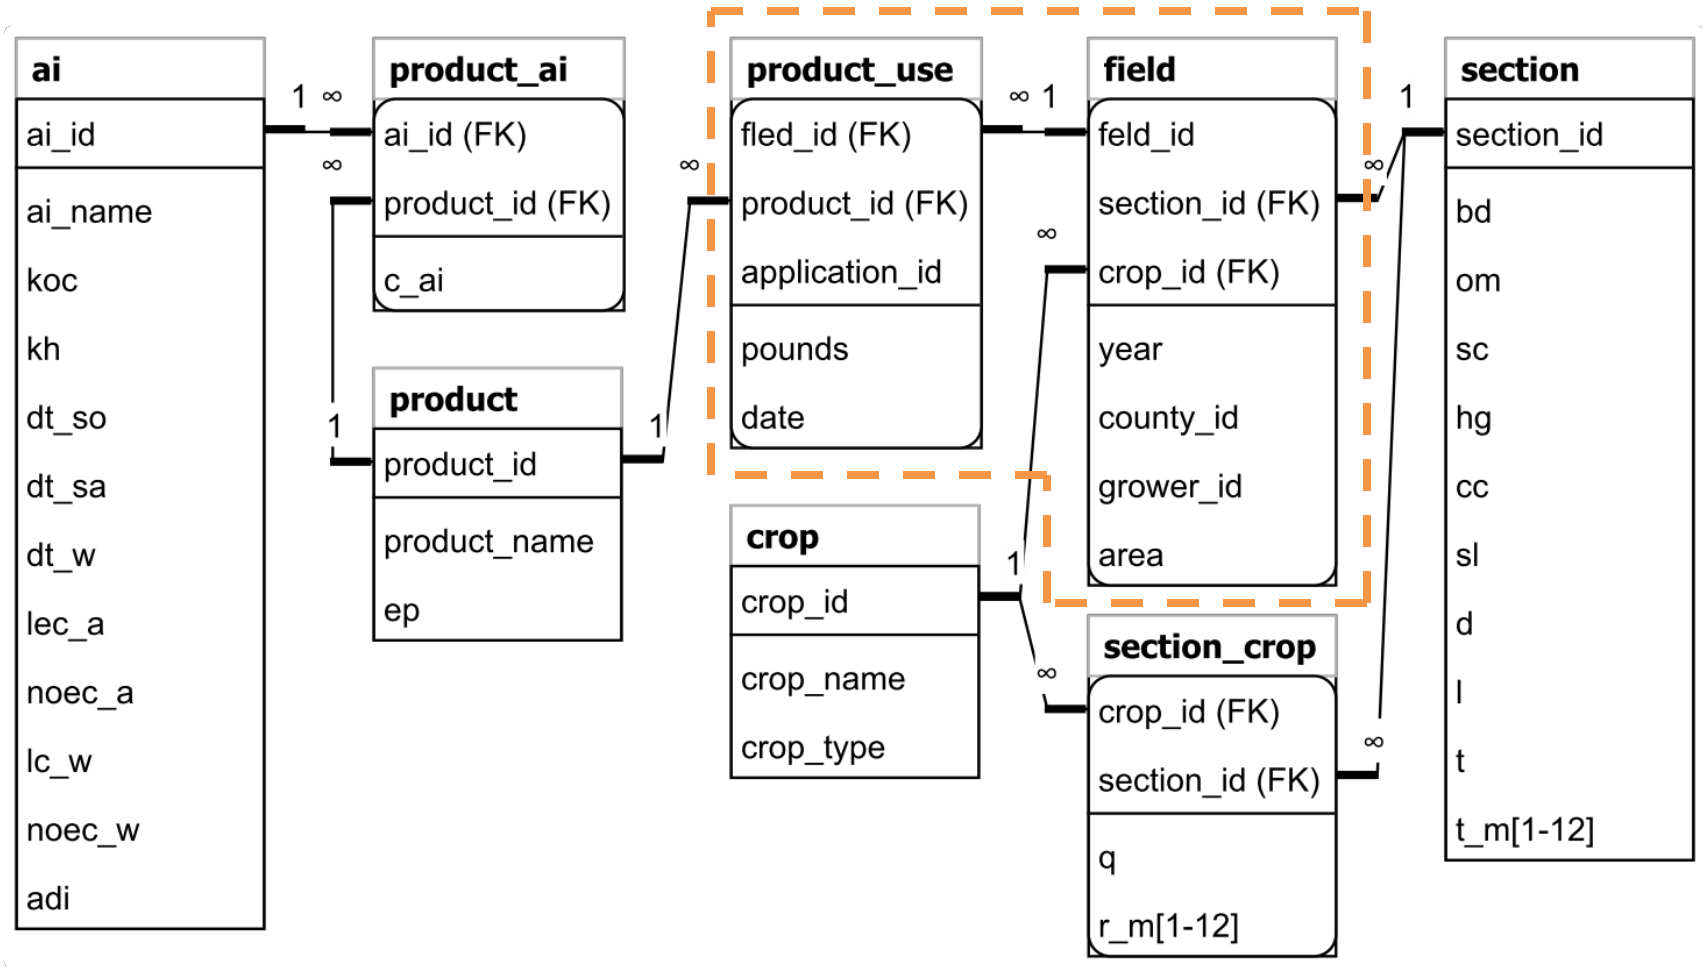 ai
ai_id
ai_name
koc
kh
dt_so
dt_sa
dt_w
lec_a
noec_a
lc_w
noec_w
adi
1 ∞
∞
product_ai
ai_id (FK)
product_id (FK)
c_ai
1
product
product_id
product_name
ep
1
∞
product_use
fled_id (FK)
product_id (FK)
application_id
pounds
date
∞ 1
∞
crop
crop_id
crop_name
crop_type
1
∞
field
feld_id
section_id (FK)
crop_id (FK)
year
county_id
grower_id
area
section_crop
crop_id (FK)
section_id (FK)
q
r_m[1-12]
1
∞
∞
section
section_id
bd
om
sc
hg
cc
sl
d
l
t
t_m[1-12]